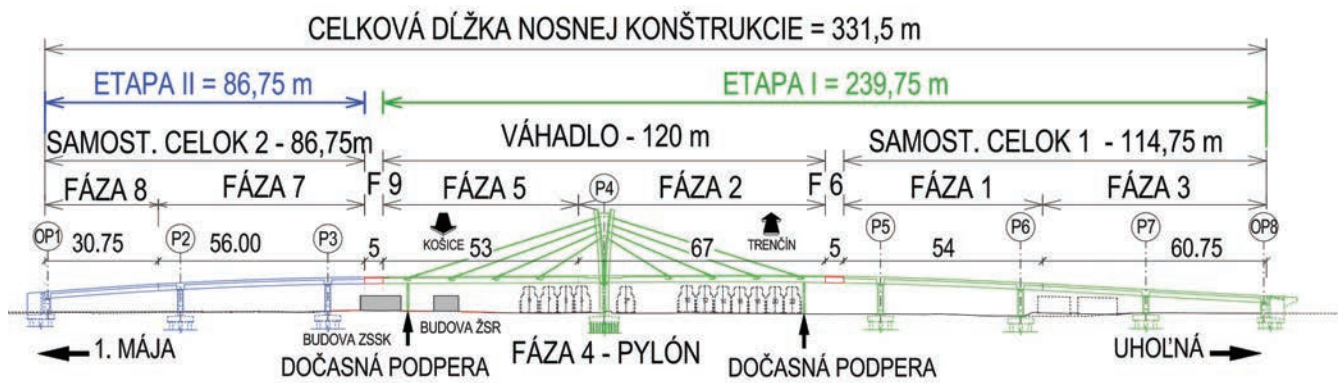 CELKOVÁ DĹŽKA NOSNEJ KONŠTRUKCIE = 331,5 m
ETAPA II = 86,75 m
ETAPA I = 239,75 m
SAMOST. CELOK 2 - 86,75m
VÁHADLO - 120 m
SAMOST. CELOK 1 - 114,75 m
FÁZA 8
FÁZA 7
F 9
FÁZA 5
P4
FÁZA 2
F 6
FÁZA 1
FÁZA 3
OP1
30.75
P2
56.00
P3
5
KOŠICE
53
67
TRENČÍN
5
P5
54
P6
P7
60.75
OP8
BUDOVA ZSSK
BUDOVA ŽSR
1. MÁJA
DOČASNÁ PODPERA
FÁZA 4 - PYLÓN
DOČASNÁ PODPERA
UHOĽNÁ